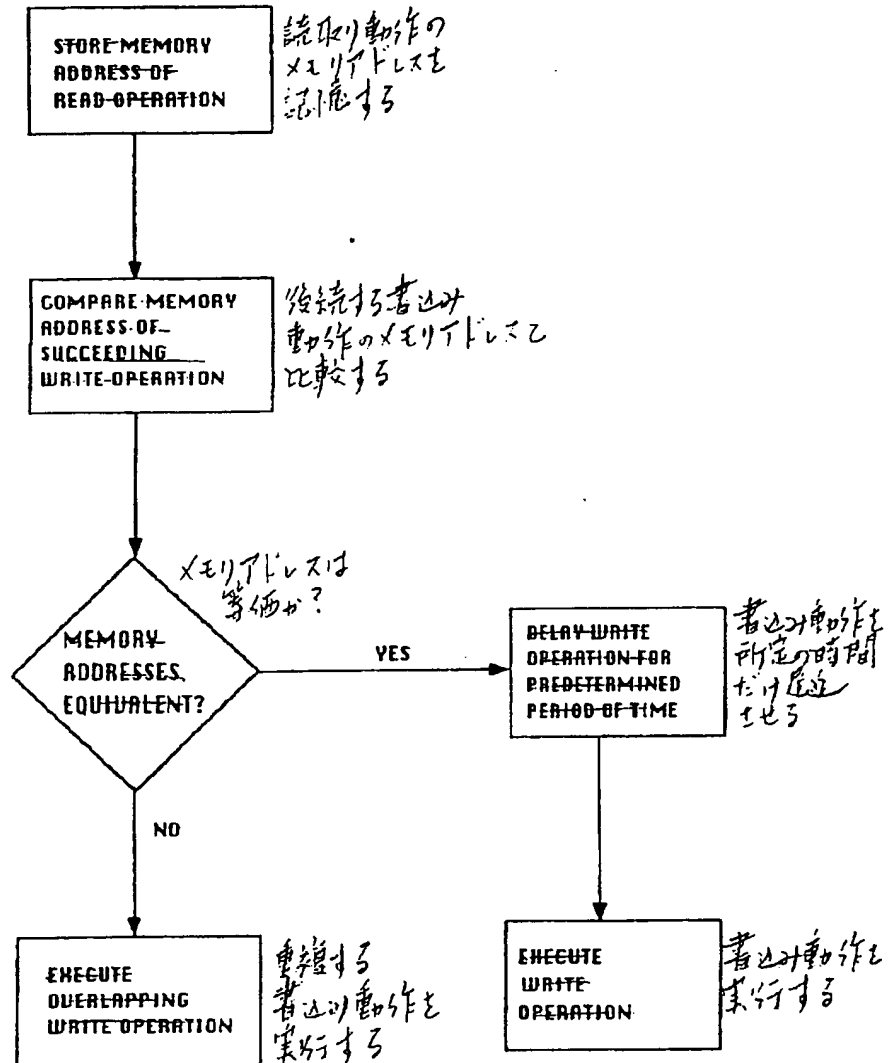 STORE MEMORY
ADDRESS OF
READ OPERATION
読取り動作の
メモリアドレスを
記憶する
COMPARE MEMORY
ADDRESS OF
SUCCEEDING
WRITE OPERATION
後続する書込み
動作のメモリアドレスと
比較する
メモリアドレスは
等価か?
MEMORY
ADDRESSES
EQUIVALENT?
YES
DELAY WRITE
OPERATION FOR
PREDETERMINED
PERIOD OF TIME
書込み動作を
所定の時間
だけ遅延
させる
NO
EXECUTE
OVERLAPPING
WRITE OPERATION
重複する
書込み動作を
実行する
EXECUTE
WRITE
OPERATION
書込み動作を
実行する